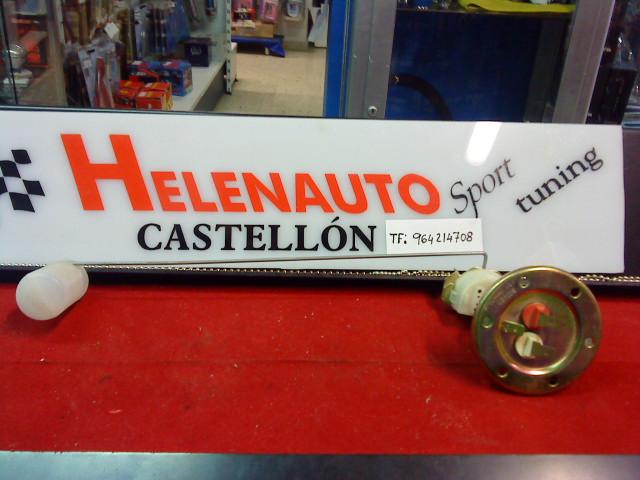 HELENAUTO Sport tuning
CASTELLÓN TF: 964214708